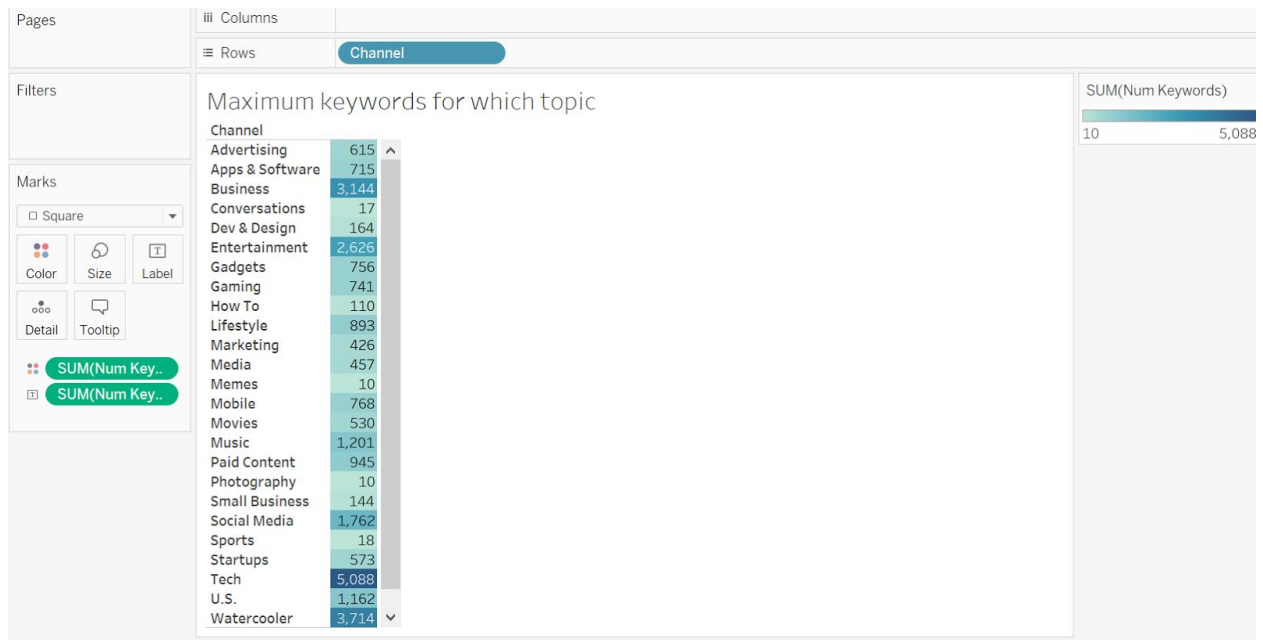 Pages
iii Columns
Rows Channel
Filters
Maximum keywords for which topic
SUM(Num Keywords)
10 5,088
Channel
Advertising 615
Apps & Software 715
Business 3,144
Conversations 17
Dev & Design 164
Entertainment 2,626
Gadgets 756
Gaming 741
How To 110
Lifestyle 893
Marketing 426
Media 457
Memes 10
Mobile 768
Movies 530
Music 1,201
Paid Content 945
Photography 10
Small Business 144
Social Media 1,762
Sports 18
Startups 573
Tech 5,088
U.S. 1,162
Watercooler 3,714
Marks
Square
T
Color Size Label
Detail Tooltip
SUM(Num Key..
T SUM(Num Key..